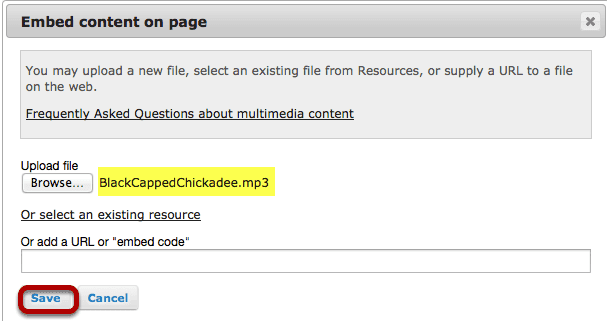 Embed content on page
You may upload a new file, select an existing file from Resources, or supply a URL to a file
on the web.
Frequently Asked Questions about multimedia content
Upload file
Browse... BlackCappedChickadee.mp3
Or select an existing resource
Or add a URL or "embed code"
Save Cancel